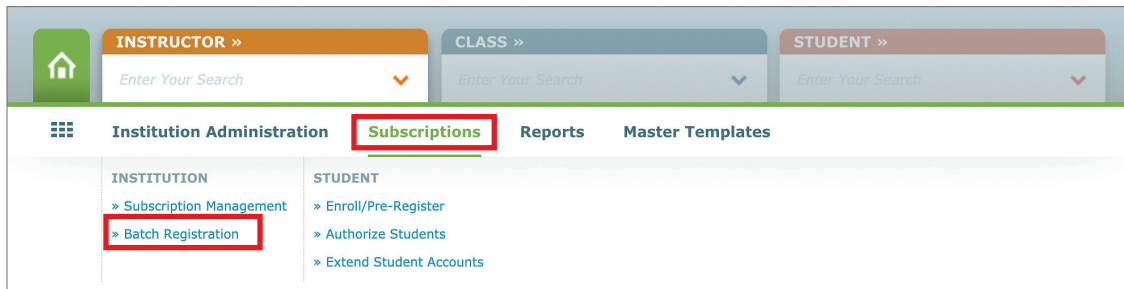 INSTRUCTOR »
CLASS »
STUDENT »
Enter Your Search
Enter Your Search
Enter Your Search
Institution Administration
Subscriptions
Reports
Master Templates
INSTITUTION
» Subscription Management
» Batch Registration
STUDENT
» Enroll/Pre-Register
» Authorize Students
» Extend Student Accounts